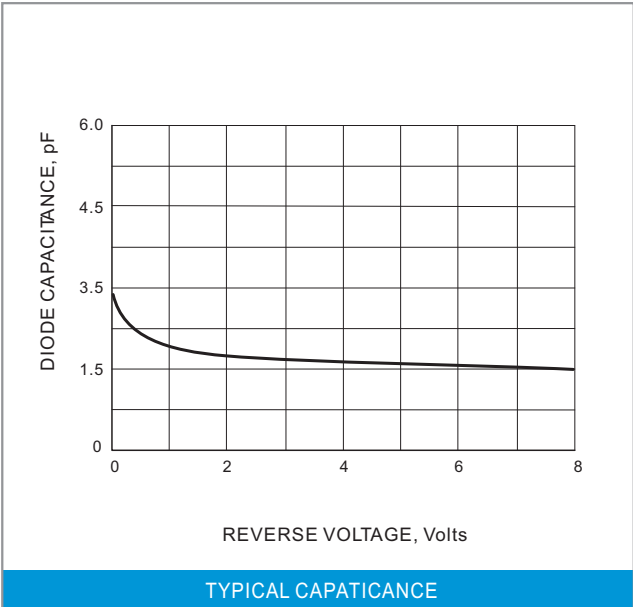 DIODE CAPACITANCE, pF
6.0
4.5
3.5
1.5
0
0 2 4 6 8
REVERSE VOLTAGE, Volts
TYPICAL CAPATICANCE